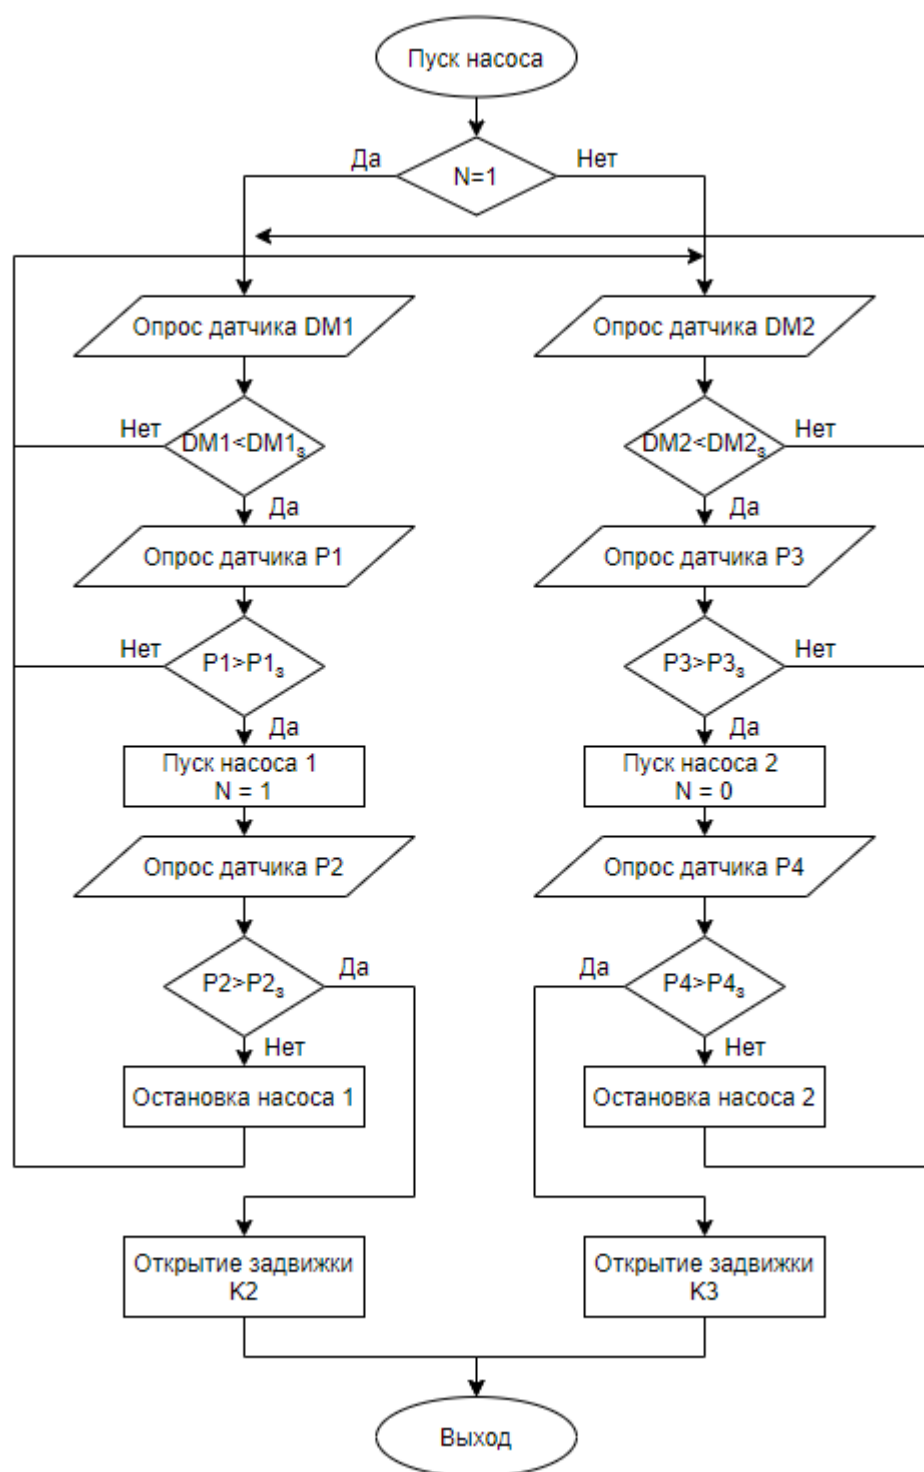 Пуск насоса
Да
Нет
N=1
Опрос датчика DM1
Опрос датчика DM2
Нет
DM1<DM1з
DM2<DM2з
Нет
Да
Да
Опрос датчика P1
Опрос датчика P3
Нет
P1>P1з
P3>P3з
Нет
Да
Да
Пуск насоса 1
N = 1
Пуск насоса 2
N = 0
Опрос датчика P2
Опрос датчика P4
P2>P2з
Да
Да
P4>P4з
Нет
Нет
Остановка насоса 1
Остановка насоса 2
Открытие задвижки
K2
Открытие задвижки
K3
Выход